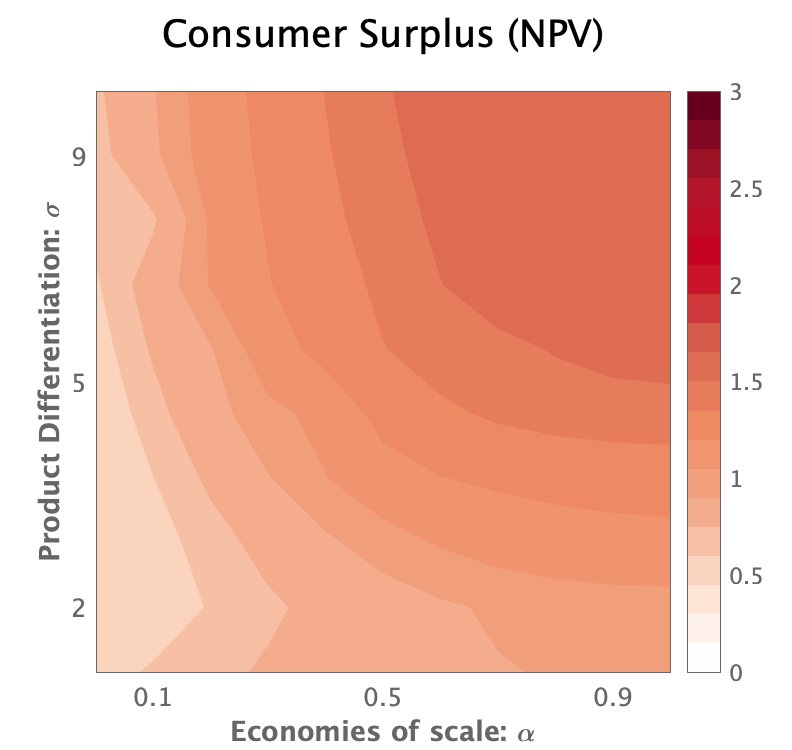 Consumer Surplus (NPV)
3
9
2.5
2
5
1.5
1
0.5
2
0
0.1 0.5 0.9
Product Differentiation: σ
Economies of scale: α